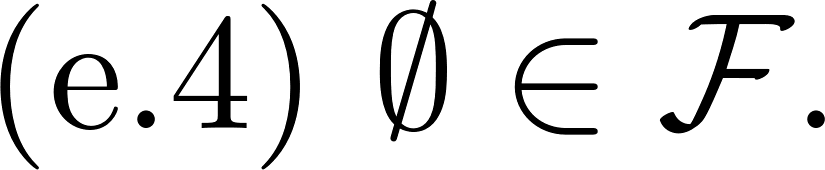 (e.4) ∅ ∈ ℱ.